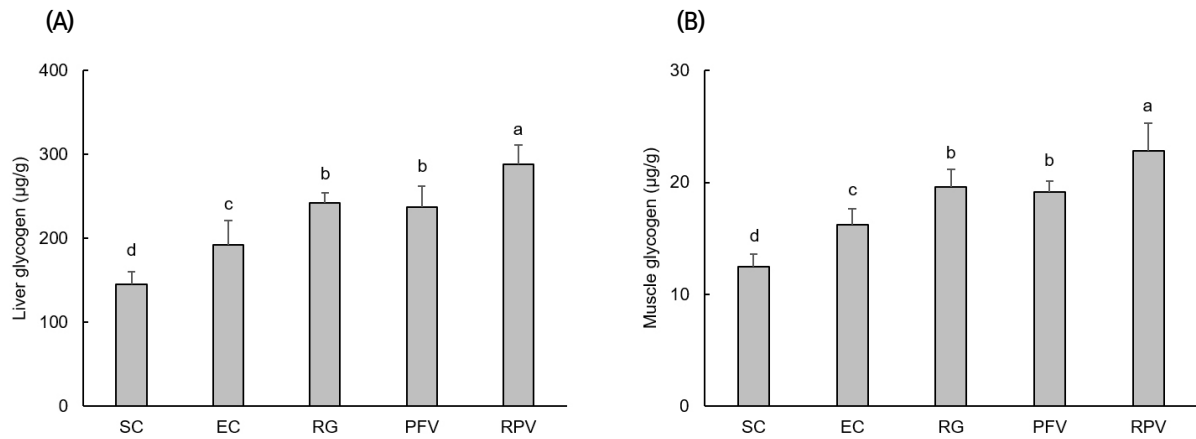 (A)
Liver glycogen (µg/g)
400
300
200
100
0
d
c
b
b
a
SC EC RG PFV RPV
(B)
Muscle glycogen (µg/g)
30
20
10
0
d
c
b
b
a
SC EC RG PFV RPV